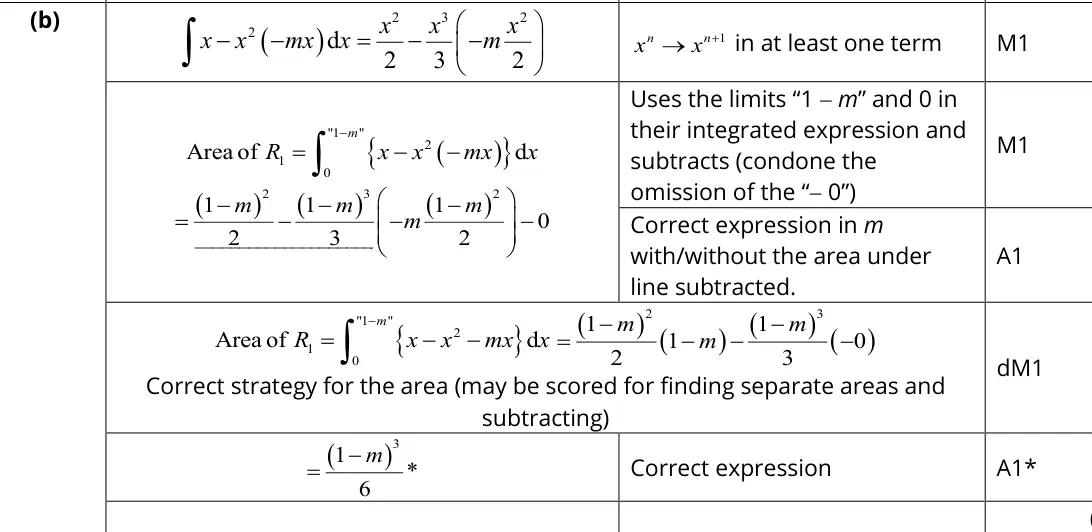 (b)
∫ x − x² (−mx) dx = x²/2 − x³/3 (−m x²/2)
xⁿ → xⁿ⁺¹ in at least one term
M1
Area of R₁ = ∫₀^{"1−m"} {x − x² (−mx)} dx
= (1 − m)²/2 − (1 − m)³/3 (−m (1 − m)²/2) − 0
Uses the limits “1 – m” and 0 in
their integrated expression and
subtracts (condone the
omission of the “– 0”)
M1
Correct expression in m
with/without the area under
line subtracted.
A1
Area of R₁ = ∫₀^{"1−m"} {x − x² − mx} dx = (1 − m)²/2 (1 − m) − (1 − m)³/3 (−0)
Correct strategy for the area (may be scored for finding separate areas and
subtracting)
dM1
= (1 − m)³/6 *
Correct expression
A1*